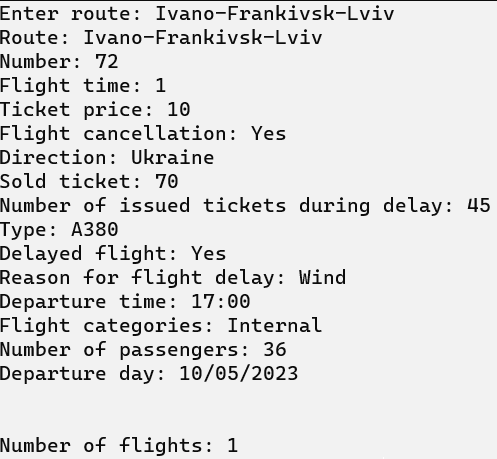 Enter route: Ivano-Frankivsk-Lviv
Route: Ivano-Frankivsk-Lviv
Number: 72
Flight time: 1
Ticket price: 10
Flight cancellation: Yes
Direction: Ukraine
Sold ticket: 70
Number of issued tickets during delay: 45
Type: A380
Delayed flight: Yes
Reason for flight delay: Wind
Departure time: 17:00
Flight categories: Internal
Number of passengers: 36
Departure day: 10/05/2023
Number of flights: 1